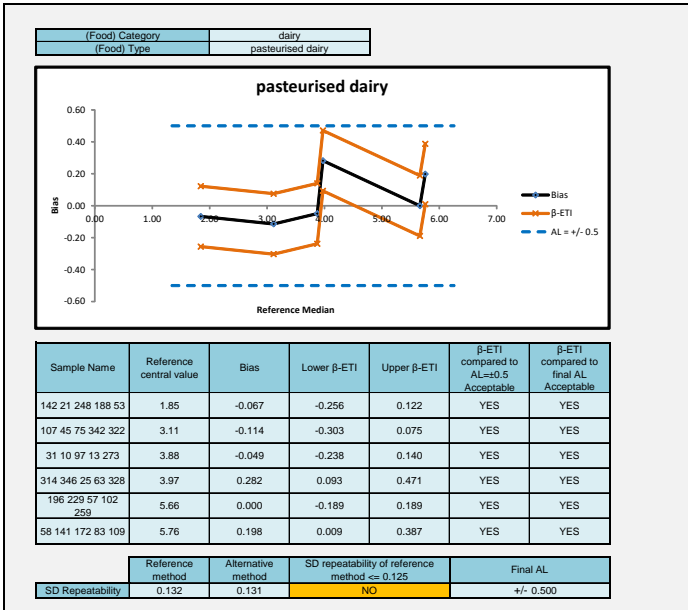 (Food) Category dairy
(Food) Type pasteurised dairy
pasteurised dairy
0.60
0.40
0.20
0.00
-0.20
-0.40
-0.60
0.00 1.00 2.00 3.00 4.00 5.00 6.00 7.00
Bias
Reference Median
Bias
β-ETI
AL = +/- 0.5
Sample Name Reference central value Bias Lower β-ETI Upper β-ETI β-ETI compared to AL=±0.5 Acceptable β-ETI compared to final AL Acceptable
142 21 248 188 53 1.85 -0.067 -0.256 0.122 YES YES
107 45 75 342 322 3.11 -0.114 -0.303 0.075 YES YES
31 10 97 13 273 3.88 -0.049 -0.238 0.140 YES YES
314 346 25 63 328 3.97 0.282 0.093 0.471 YES YES
196 229 57 102 259 5.66 0.000 -0.189 0.189 YES YES
58 141 172 83 109 5.76 0.198 0.009 0.387 YES YES
Reference method Alternative method SD repeatability of reference method <= 0.125 Final AL
SD Repeatability 0.132 0.131 NO +/- 0.500